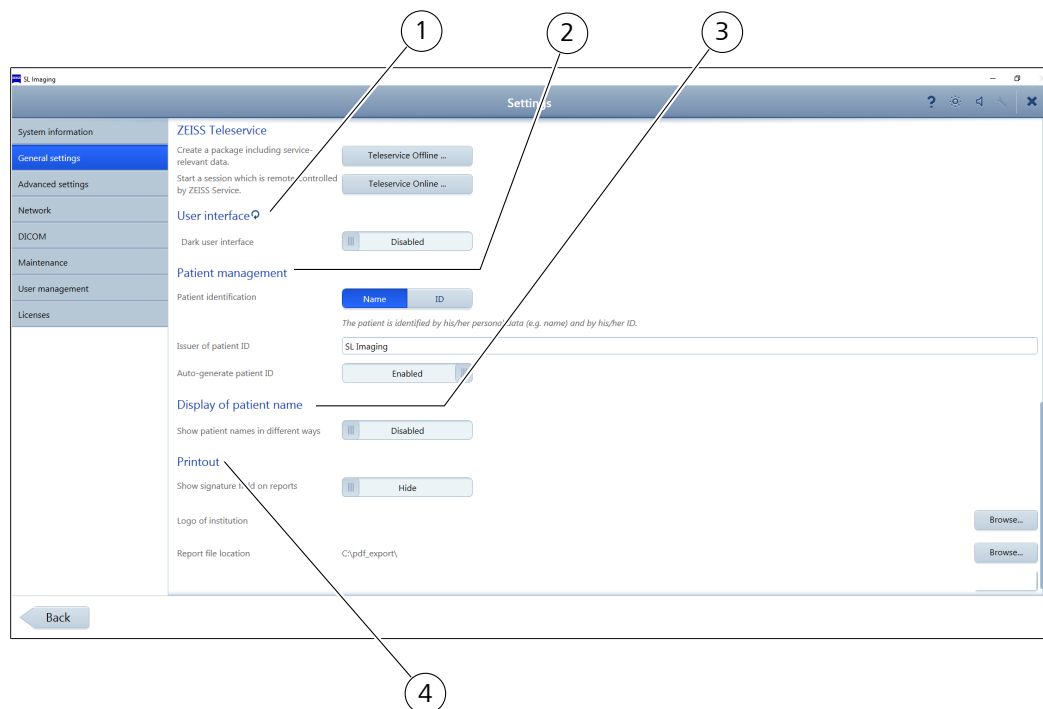 1
2
3
SL Imaging
Settings
?
System information
General settings
Advanced settings
Network
DICOM
Maintenance
User management
Licenses
ZEISS Teleservice
Create a package including service-
relevant data.
Teleservice Offline ...
Start a session which is remote controlled
by ZEISS Service.
Teleservice Online ...
User interface
Dark user interface
Disabled
Patient management
Patient identification
Name
ID
The patient is identified by his/her personal data (e.g. name) and by his/her ID.
Issuer of patient ID
SL Imaging
Auto-generate patient ID
Enabled
Display of patient name
Show patient names in different ways
Disabled
Printout
Show signature field on reports
Hide
Logo of institution
Browse...
Report file location
C:\pdf_export\
Browse...
Back
4